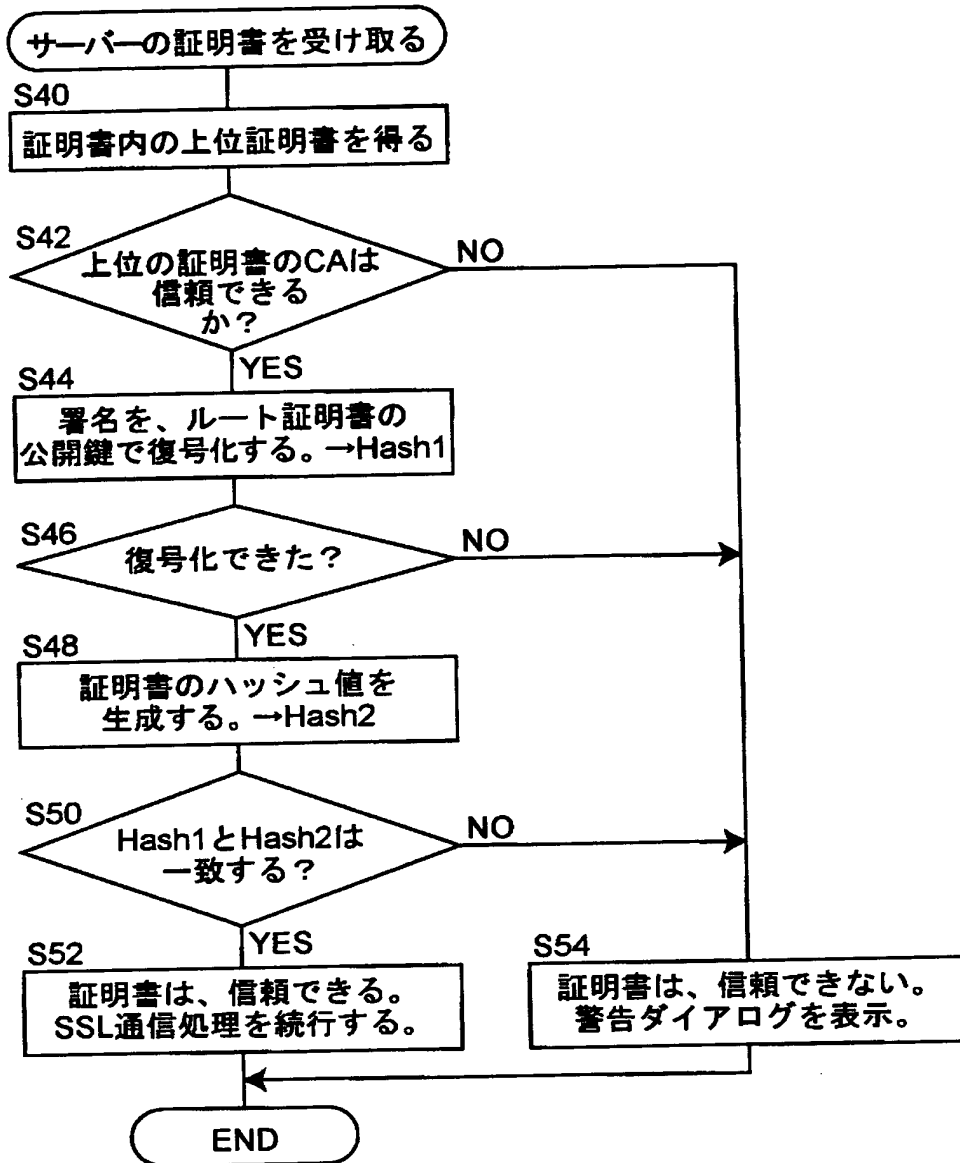 サーバーの証明書を受け取る
S40
証明書内の上位証明書を得る
S42
上位の証明書のCAは
信頼できる
か？
NO
YES
S44
署名を、ルート証明書の
公開鍵で復号化する。→Hash1
S46
復号化できた？
NO
YES
S48
証明書のハッシュ値を
生成する。→Hash2
S50
Hash1とHash2は
一致する？
NO
YES
S52
証明書は、信頼できる。
SSL通信処理を続行する。
S54
証明書は、信頼できない。
警告ダイアログを表示。
END